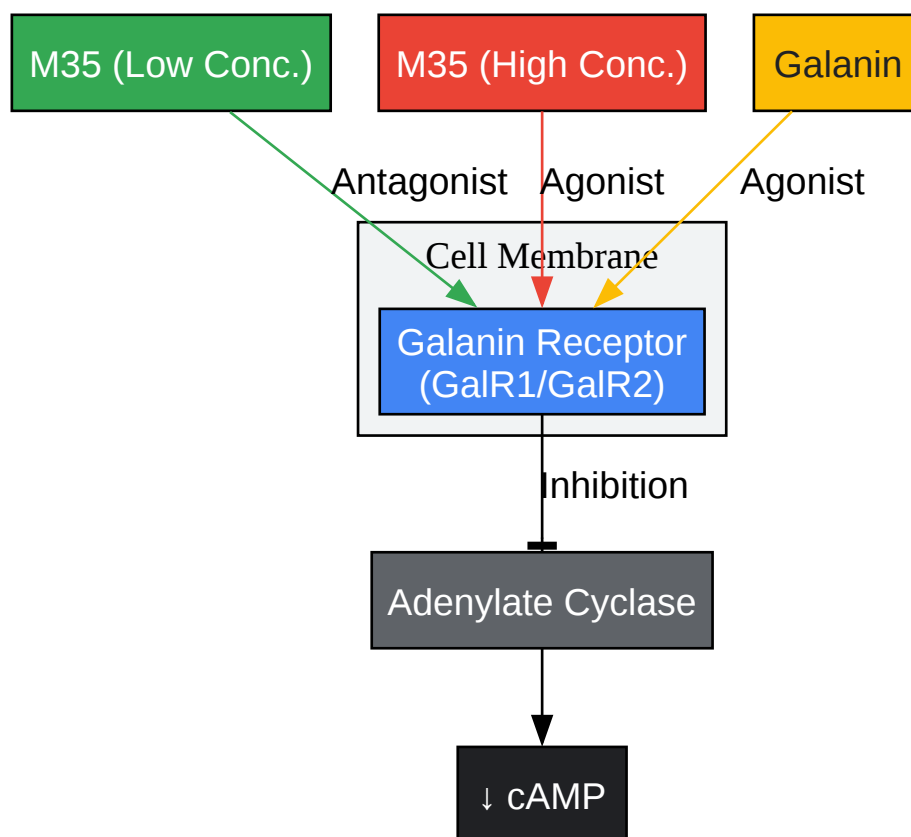 M35 (Low Conc.)
M35 (High Conc.)
Galanin
Antagonist
Agonist
Agonist
Cell Membrane
Galanin Receptor
(GalR1/GalR2)
Inhibition
Adenylate Cyclase
↓ cAMP